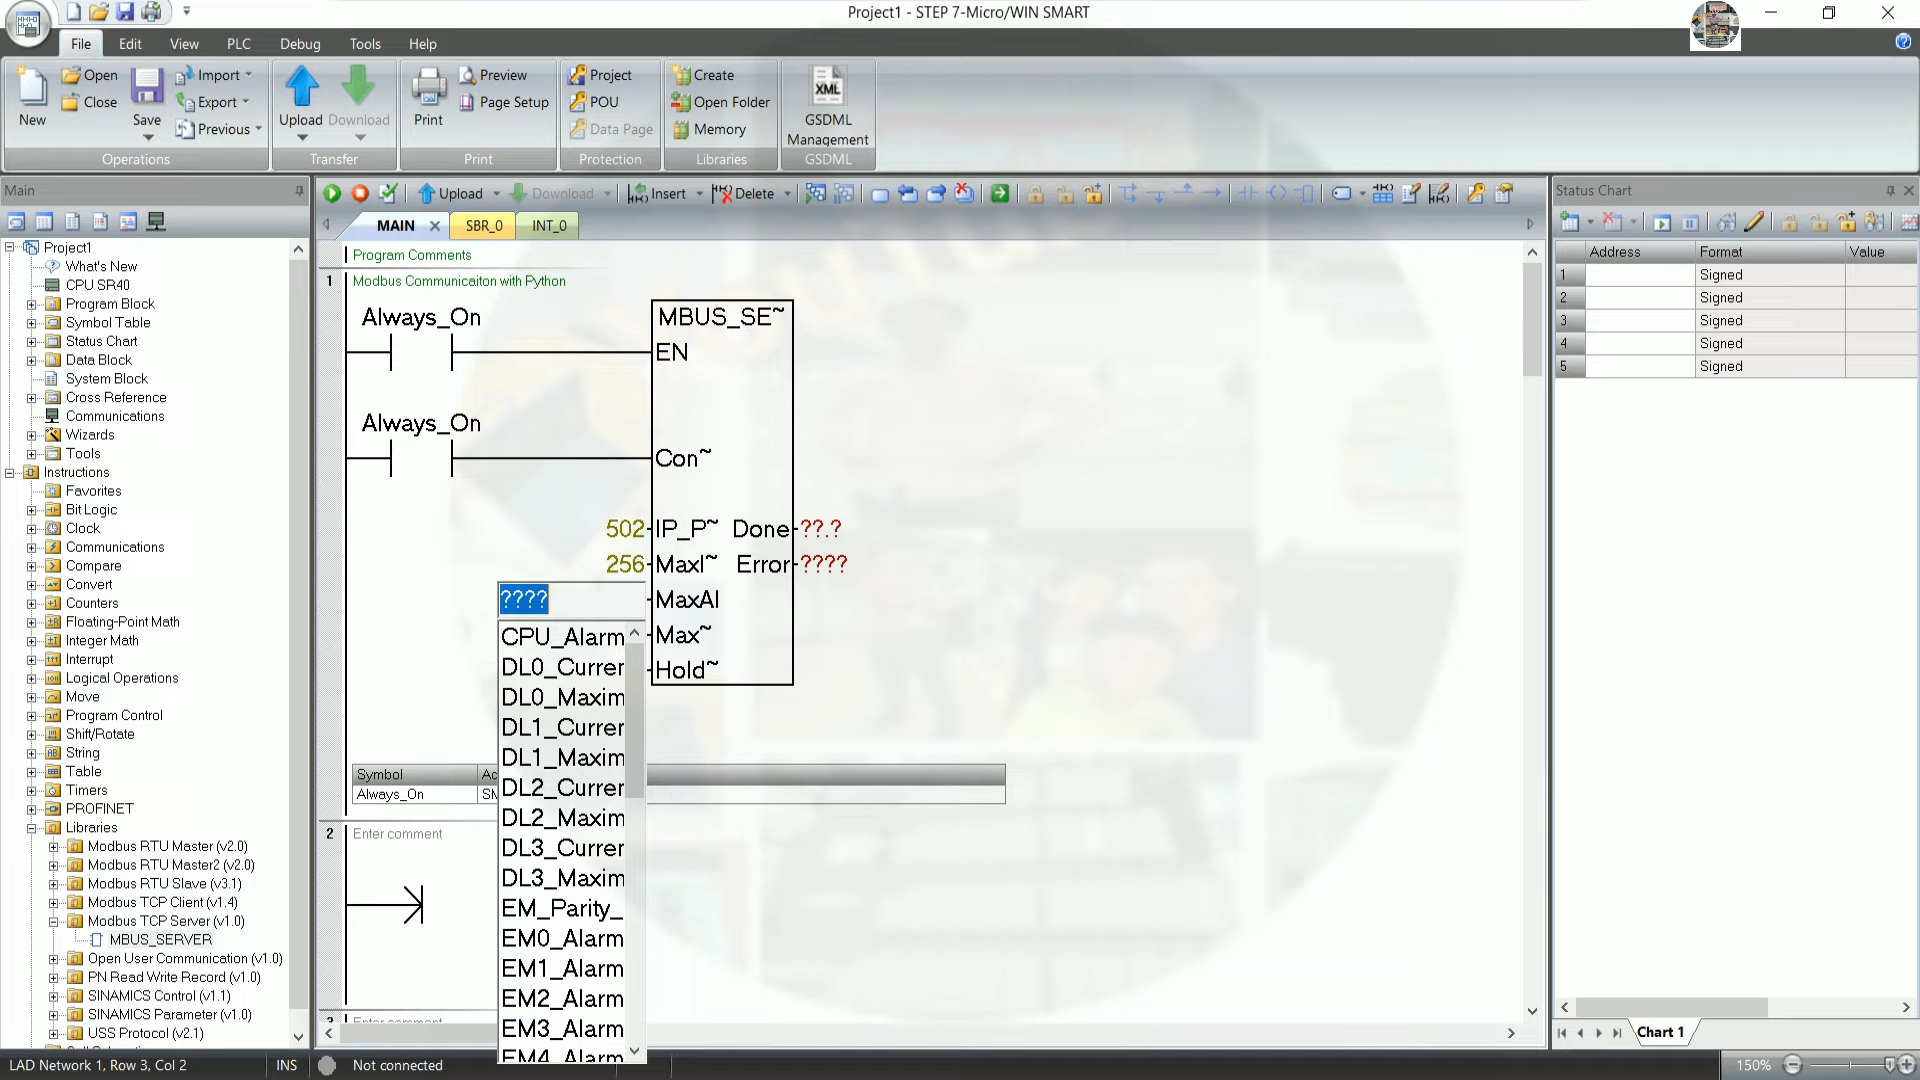 Project1 - STEP 7-Micro/WIN SMART
File Edit View PLC Debug Tools Help
New
Open
Close
Save
Import
Export
Previous
Operations
Upload
Download
Transfer
Print
Preview
Page Setup
Print
Project
POU
Data Page
Protection
Create
Open Folder
Memory
Libraries
XML
GSDML
Management
GSDML
Main
Project1
What's New
CPU SR40
Program Block
Symbol Table
Status Chart
Data Block
System Block
Cross Reference
Communications
Wizards
Tools
Instructions
Favorites
Bit Logic
Clock
Communications
Compare
Convert
Counters
Floating-Point Math
Integer Math
Interrupt
Logical Operations
Move
Program Control
Shift/Rotate
String
Table
Timers
PROFINET
Libraries
Modbus RTU Master (v2.0)
Modbus RTU Master2 (v2.0)
Modbus RTU Slave (v3.1)
Modbus TCP Client (v1.4)
Modbus TCP Server (v1.0)
MBUS_SERVER
Open User Communication (v1.0)
PN Read Write Record (v1.0)
SINAMICS Control (v1.1)
SINAMICS Parameter (v1.0)
USS Protocol (v2.1)
Upload Download Insert Delete
MAIN SBR_0 INT_0
Program Comments
1 Modbus Communicaiton with Python
Always_On MBUS_SE~
EN
Always_On
Con~
502 IP_P~ Done ??.?
256 MaxI~ Error ????
???? MaxAI
Max~
Hold~
CPU_Alarm
DL0_Currer
DL0_Maxim
DL1_Currer
DL1_Maxim
DL2_Currer
DL2_Maxim
DL3_Currer
DL3_Maxim
EM_Parity_
EM0_Alarm
EM1_Alarm
EM2_Alarm
EM3_Alarm
EM4_Alarm
Symbol Ad
Always_On SM
2 Enter comment
3 Enter comment
Status Chart
Address Format Value
1 Signed
2 Signed
3 Signed
4 Signed
5 Signed
Chart 1
LAD Network 1, Row 3, Col 2 INS Not connected 150%